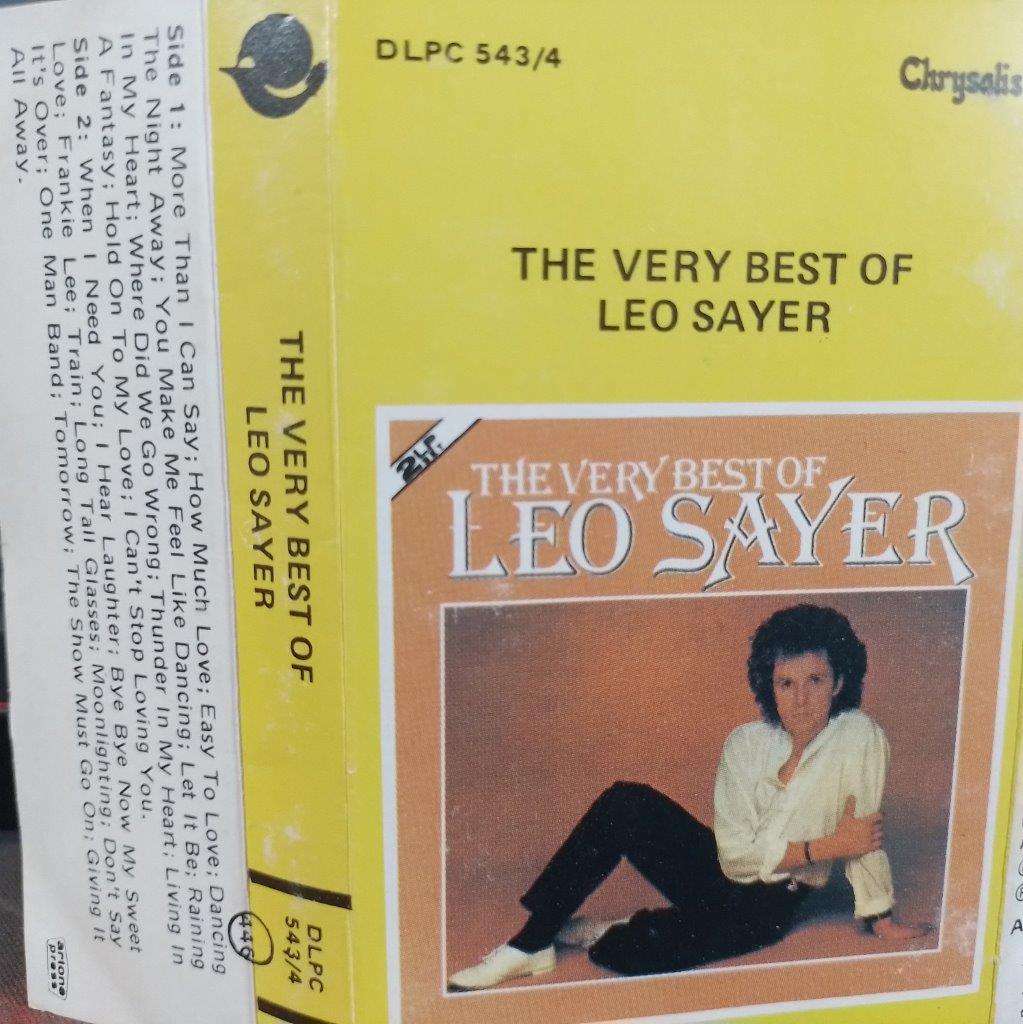 Side 1: More Than I Can Say; How Much Love; Easy To Love; Dancing
The Night Away; You Make Me Feel Like Dancing; Let It Be; Raining
In My Heart; Where Did We Go Wrong; Thunder In My Heart; Living In
A Fantasy; Hold On To My Love; I Can't Stop Loving You.
Side 2: When I Need You; I Hear Laughter; Bye Bye Now My Sweet
Love; Frankie Lee; Train; Long Tall Glasses; Moonlighting; Don't Say
It's Over; One Man Band; Tomorrow; The Show Must Go On; Giving It
All Away.
artone
press
THE VERY BEST OF
LEO SAYER
DLPC
543/4
446
DLPC 543/4
Chrysalis
THE VERY BEST OF
LEO SAYER
2LP
THE VERY BEST OF
LEO SAYER